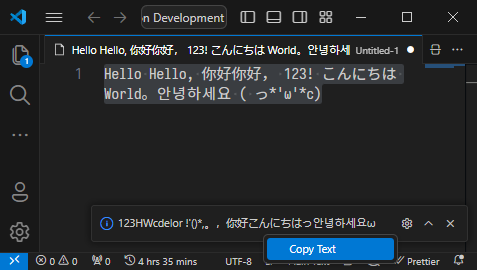 on Development
Hello Hello, 你好你好， 123! こんにちは World。안녕하세 Untitled-1
1 Hello Hello, 你好你好， 123! こんにちは
World。안녕하세요 ( っ*'ω'*c)
1
123HWcdelor !'()*,。，你好こんにちはっ안녕하세요ω
Copy Text
0 0 0 4 hrs 35 mins UTF-8 Prettier